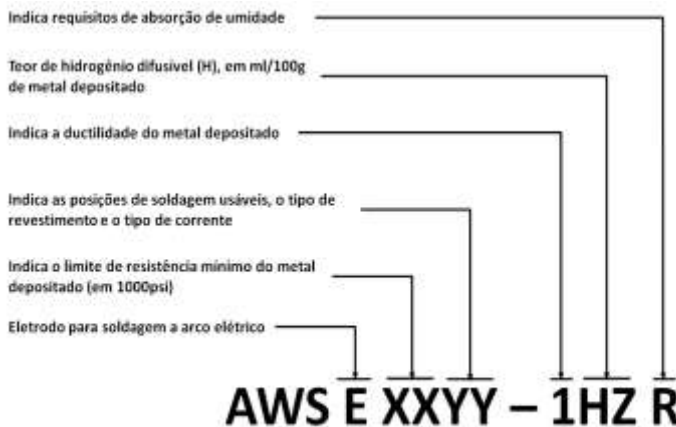 Indica requisitos de absorção de umidade
Teor de hidrogênio difusível (H), em ml/100g
de metal depositado
Indica a ductilidade do metal depositado
Indica as posições de soldagem usáveis, o tipo de
revestimento e o tipo de corrente
Indica o limite de resistência mínimo do metal
depositado (em 1000psi)
Eletrodo para soldagem a arco elétrico
AWS E XXYY – 1HZ R